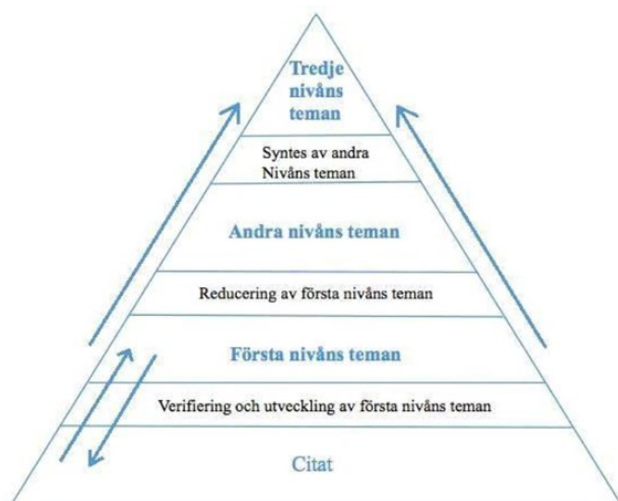 Tredje
nivåns
teman
Syntes av andra
Nivåns teman
Andra nivåns teman
Reducering av första nivåns teman
Första nivåns teman
Verifiering och utveckling av första nivåns teman
Citat